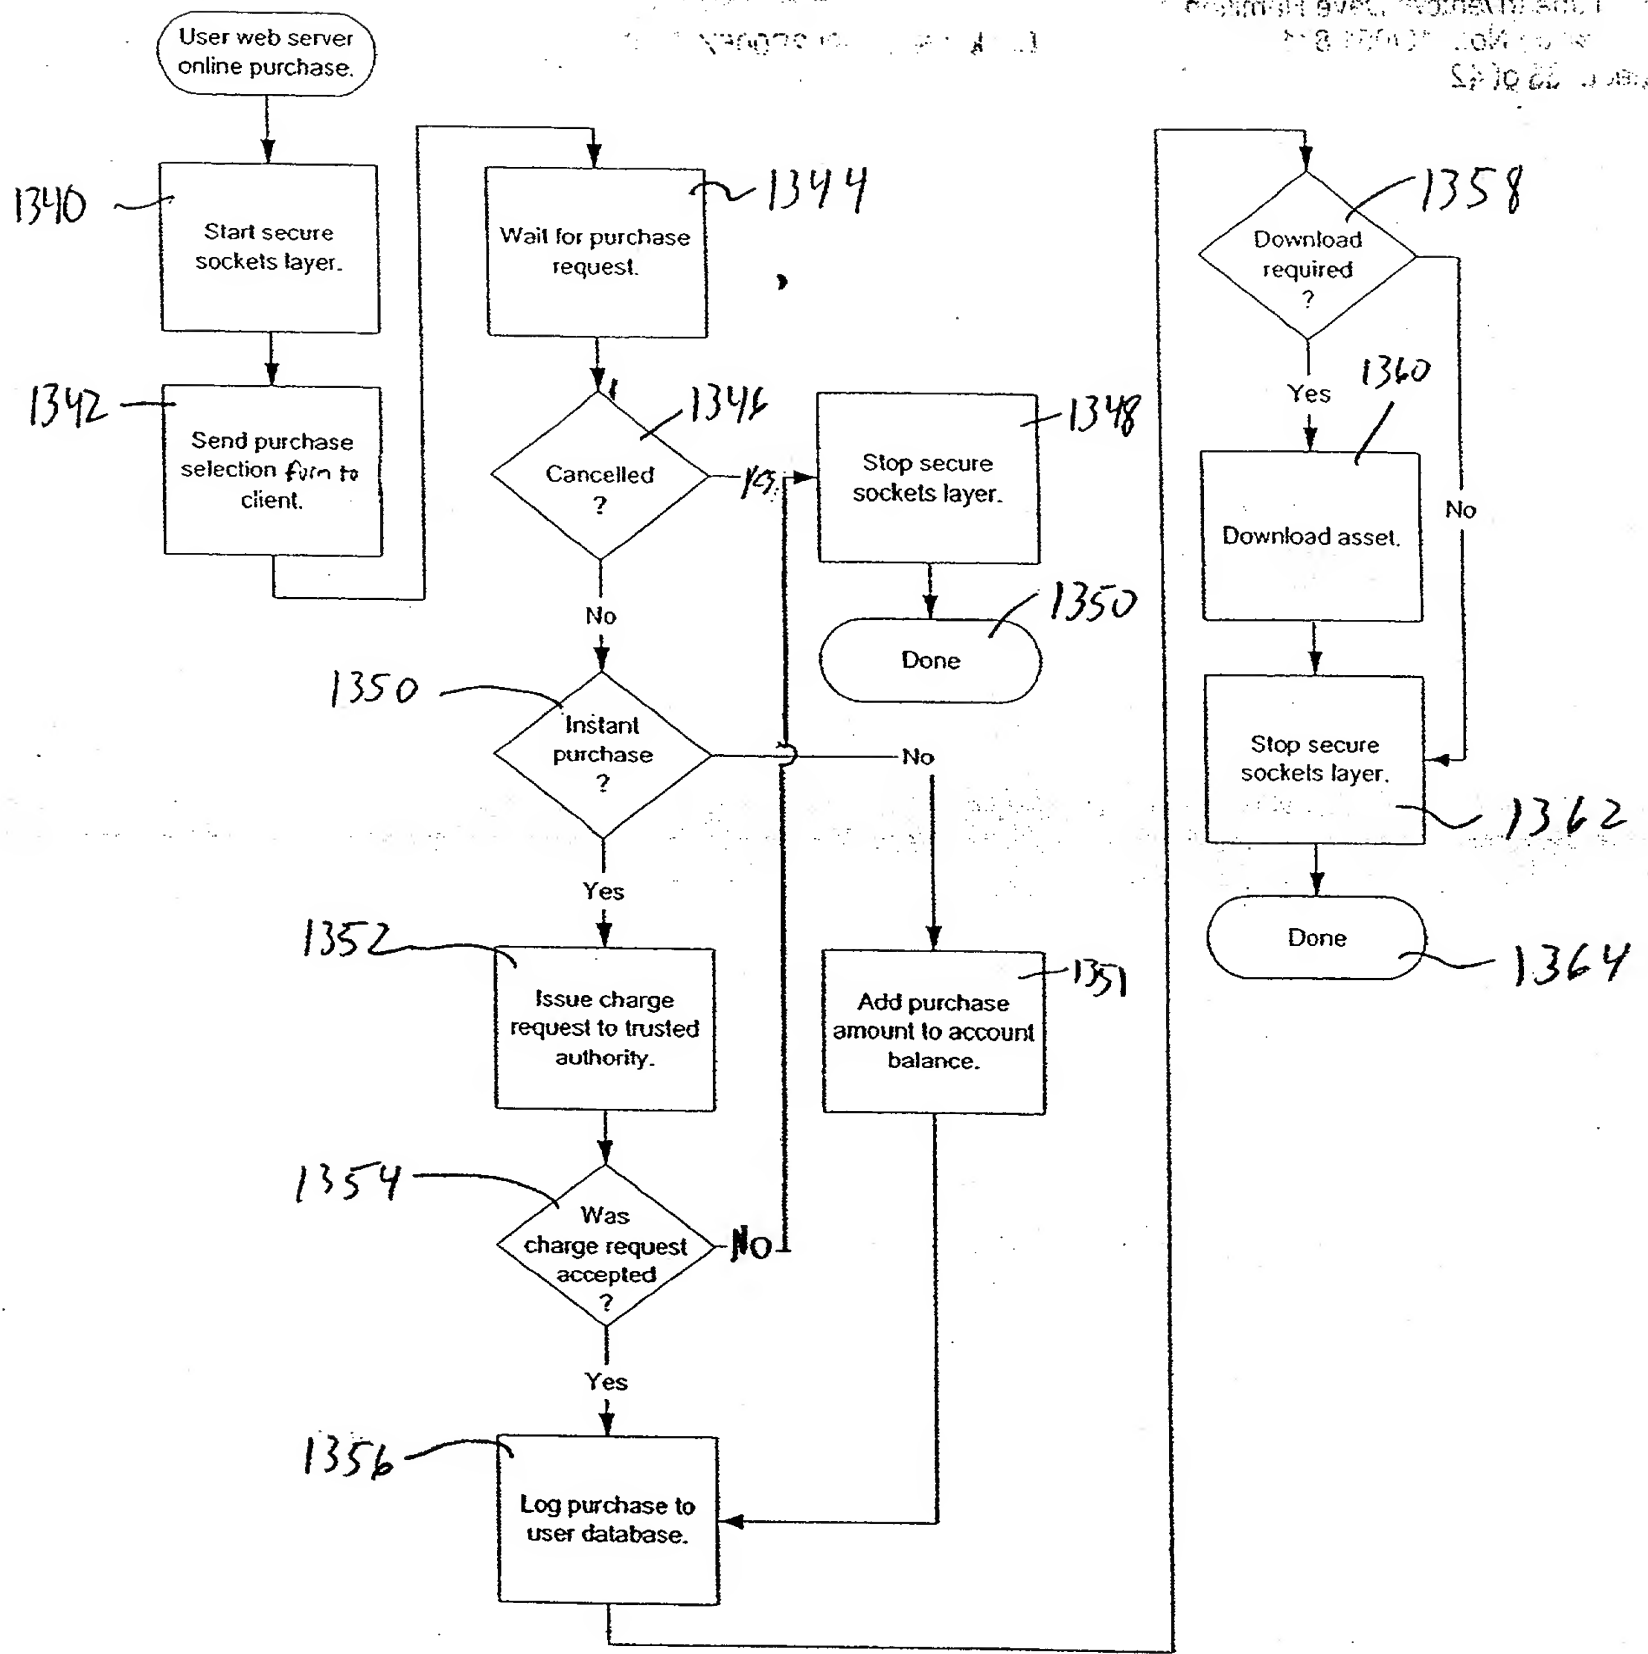 User web server
online purchase.
1340
Start secure
sockets layer.
1342
Send purchase
selection form to
client.
1344
Wait for purchase
request.
1346
Cancelled
?
Yes
No
1348
Stop secure
sockets layer.
1350
Done
1350
Instant
purchase
?
No
Yes
1352
Issue charge
request to trusted
authority.
1351
Add purchase
amount to account
balance.
1354
Was
charge request
accepted
?
No
Yes
1356
Log purchase to
user database.
1358
Download
required
?
Yes
No
1360
Download asset.
Stop secure
sockets layer.
1362
Done
1364
of 42